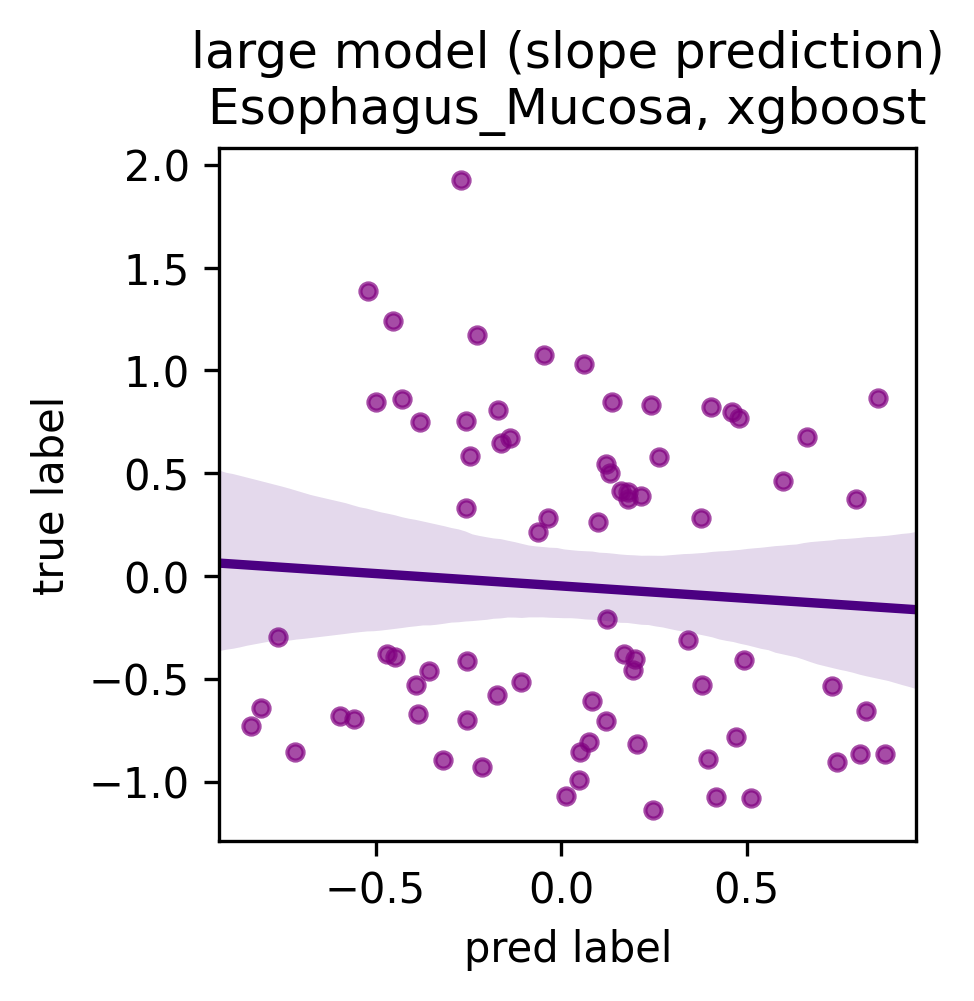 large model (slope prediction)
Esophagus_Mucosa, xgboost
2.0
1.5
1.0
0.5
0.0
−0.5
−1.0
true label
−0.5
0.0
0.5
pred label